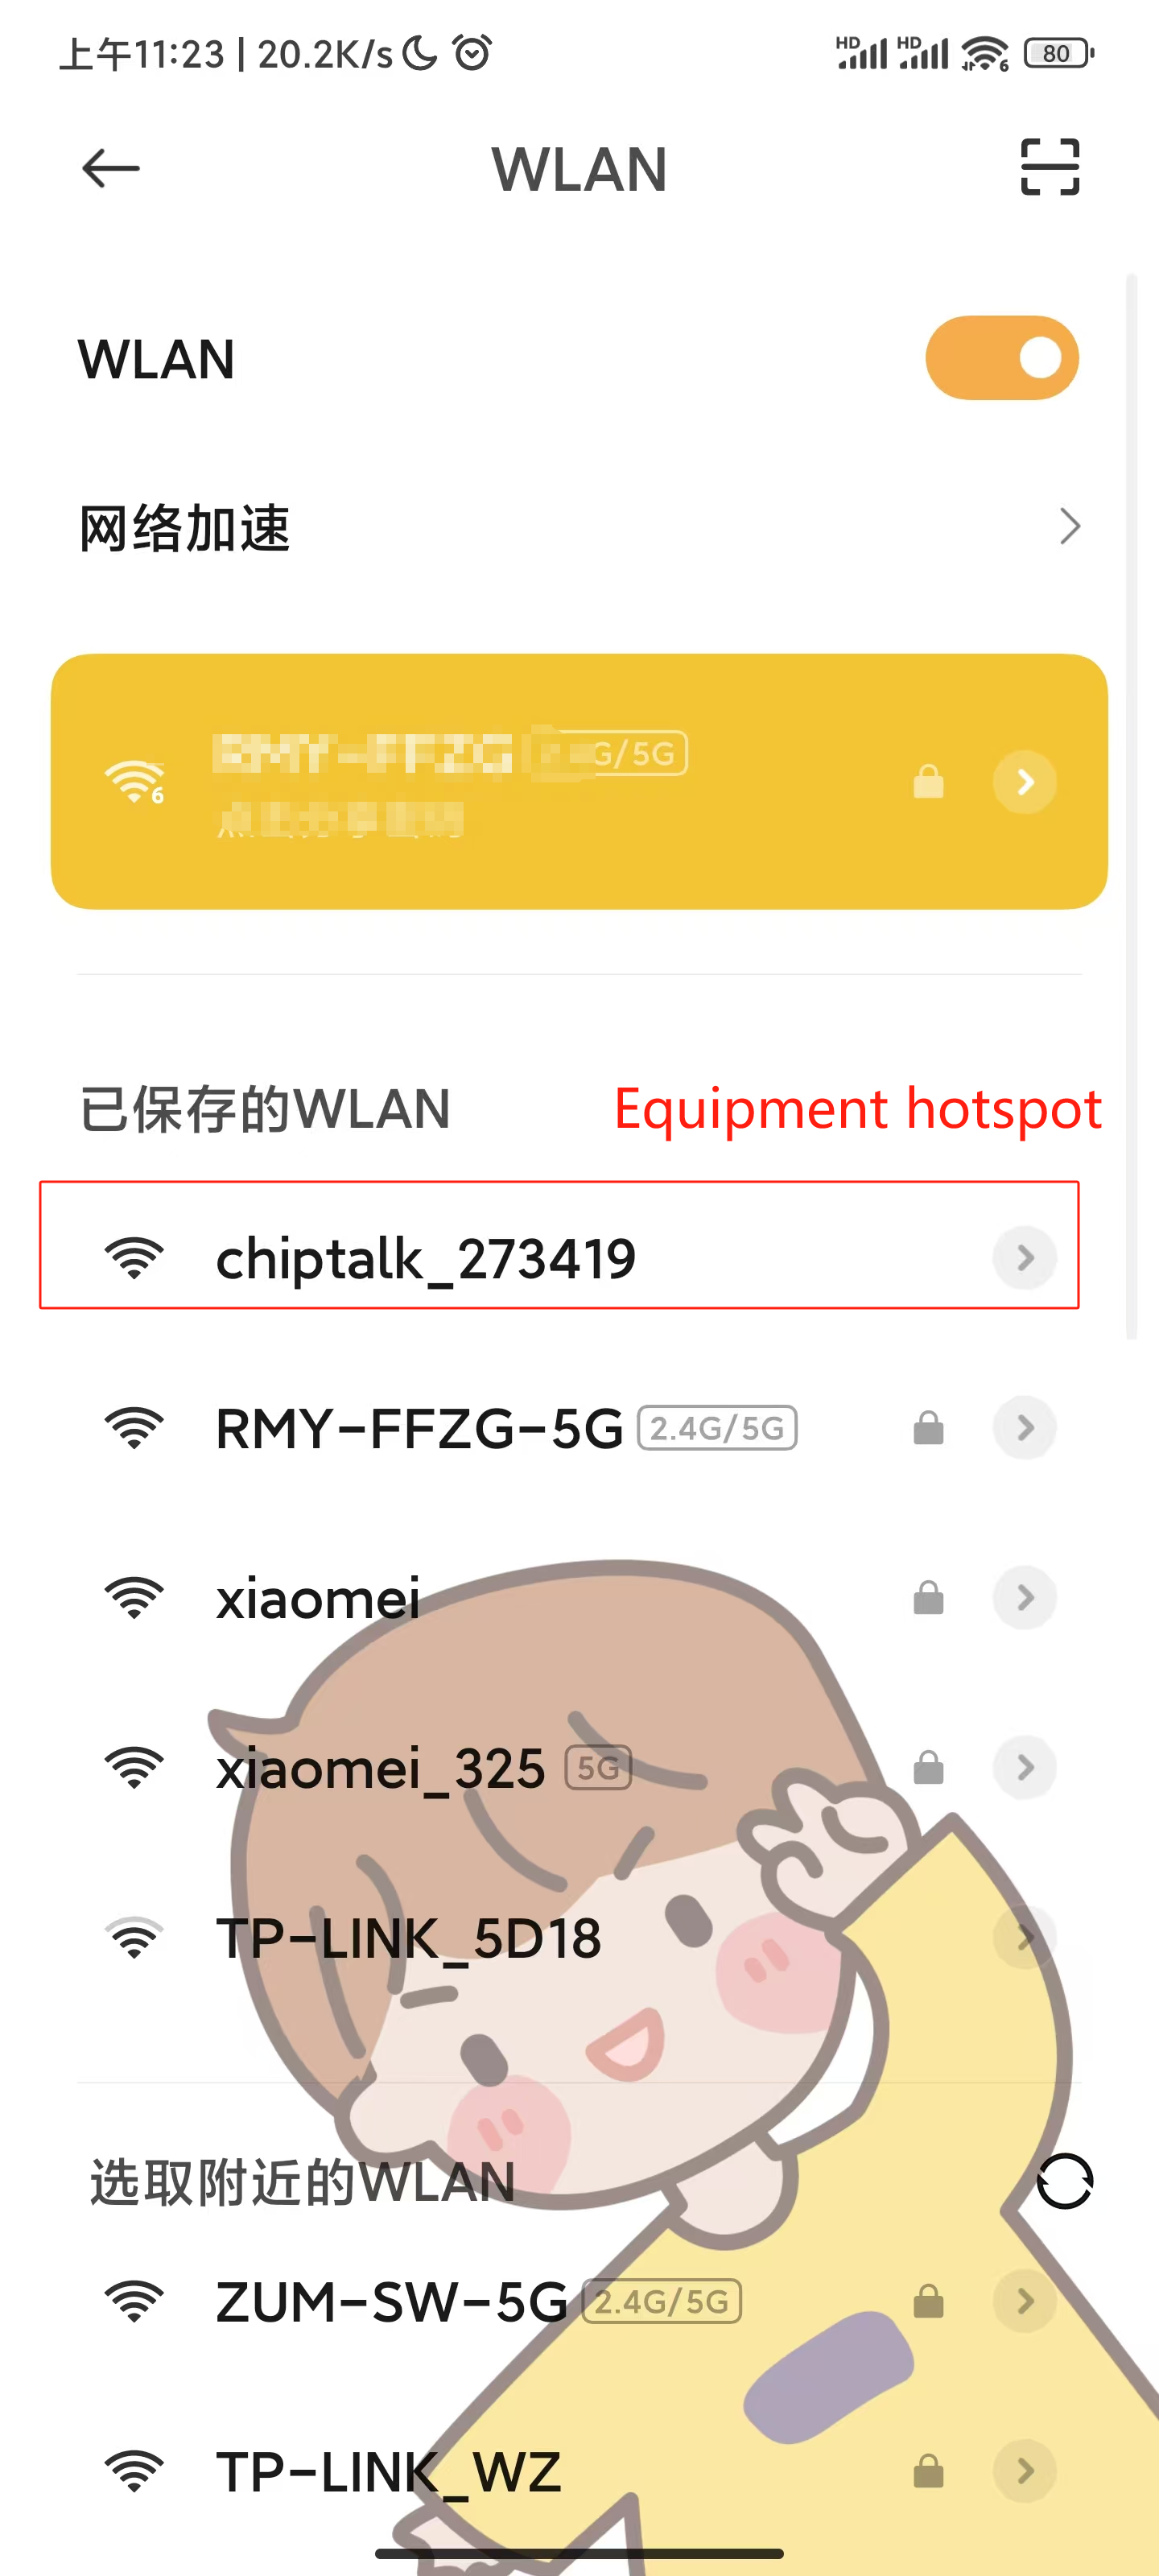 上午11:23 | 20.2K/s HD HD 6 80
WLAN
WLAN
网络加速
6
G/5G
已保存的WLAN
Equipment hotspot
chiptalk_273419
RMY-FFZG-5G 2.4G/5G
xiaomei
xiaomei_325 5G
TP-LINK_5D18
选取附近的WLAN
ZUM-SW-5G 2.4G/5G
TP-LINK_WZ